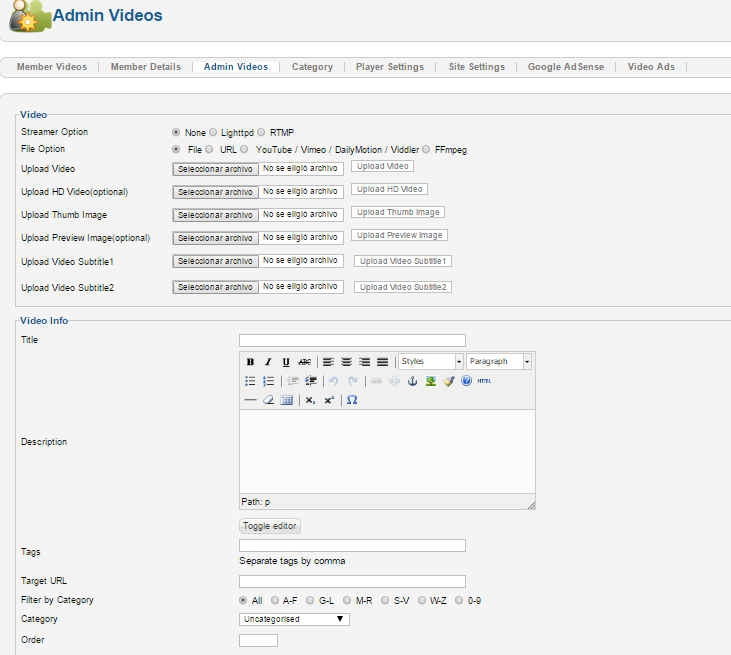 Admin Videos
Member Videos Member Details Admin Videos Category Player Settings Site Settings Google AdSense Video Ads
Video
Streamer Option None Lighttpd RTMP
File Option File URL YouTube / Vimeo / DailyMotion / Viddler FFmpeg
Upload Video Seleccionar archivo No se eligió archivo Upload Video
Upload HD Video(optional) Seleccionar archivo No se eligió archivo Upload HD Video
Upload Thumb Image Seleccionar archivo No se eligió archivo Upload Thumb Image
Upload Preview Image(optional) Seleccionar archivo No se eligió archivo Upload Preview Image
Upload Video Subtitle1 Seleccionar archivo No se eligió archivo Upload Video Subtitle1
Upload Video Subtitle2 Seleccionar archivo No se eligió archivo Upload Video Subtitle2
Video Info
Title
B I U ABC Styles Paragraph
HTML
X₂ X² Ω
Description
Path: p
Toggle editor
Tags
Separate tags by comma
Target URL
Filter by Category All A-F G-L M-R S-V W-Z 0-9
Category Uncategorised
Order